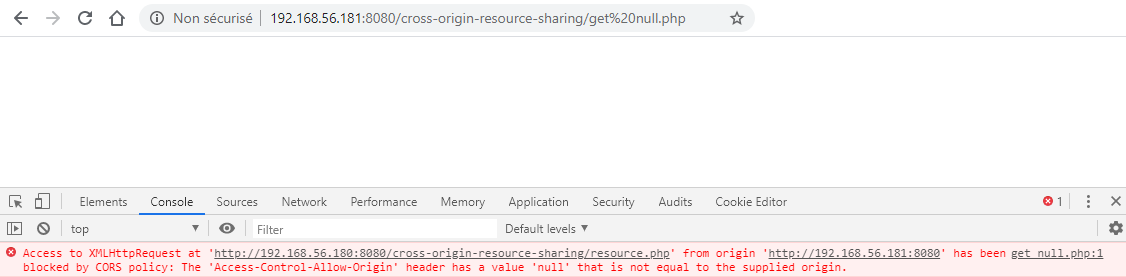 Non sécurisé | 192.168.56.181:8080/cross-origin-resource-sharing/get%20null.php
Elements Console Sources Network Performance Memory Application Security Audits Cookie Editor 1
top Filter Default levels
Access to XMLHttpRequest at 'http://192.168.56.180:8080/cross-origin-resource-sharing/resource.php' from origin 'http://192.168.56.181:8080' has been get null.php:1
blocked by CORS policy: The 'Access-Control-Allow-Origin' header has a value 'null' that is not equal to the supplied origin.